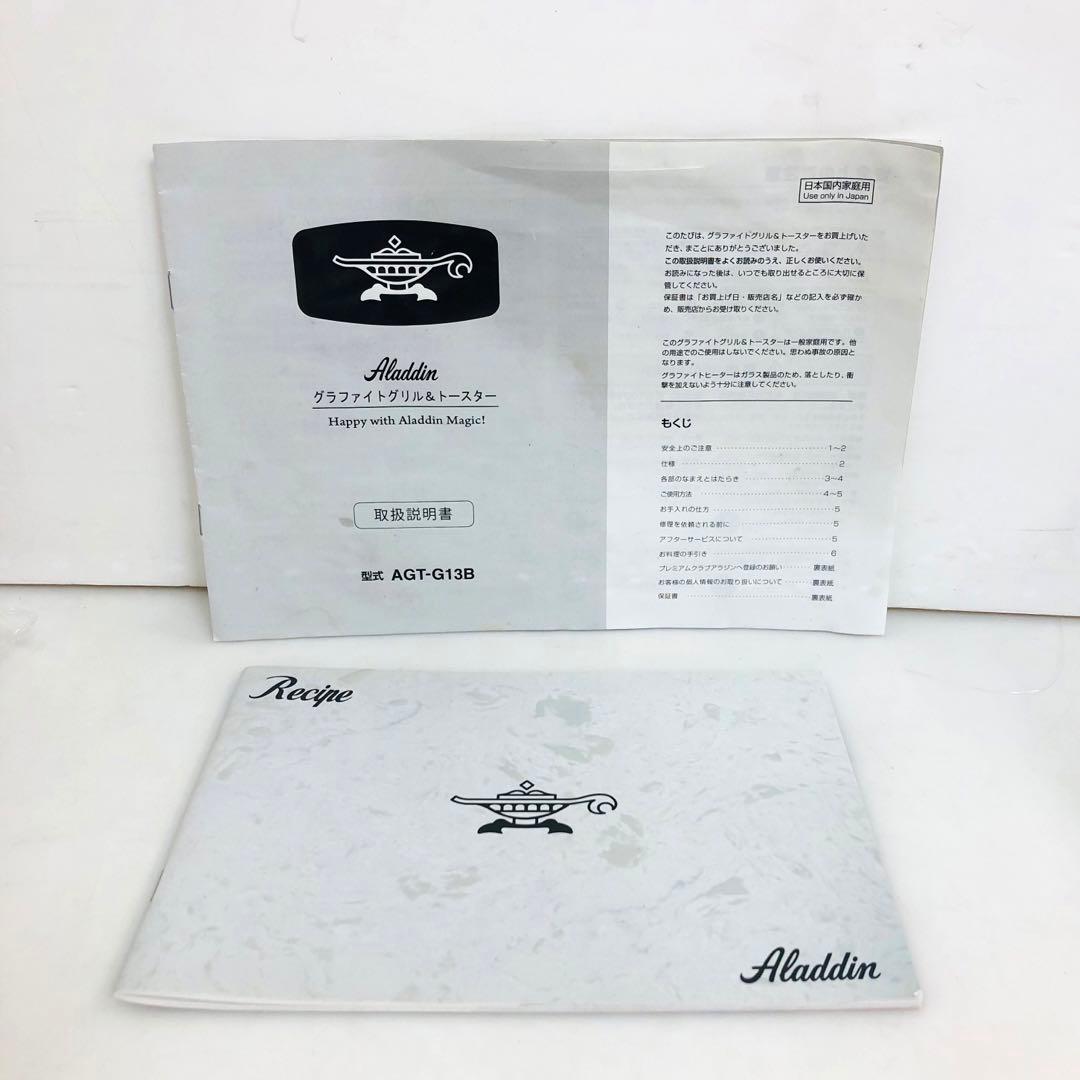 Aladdin
グラファイトグリル＆トースター
Happy with Aladdin Magic!
取扱説明書
型式 AGT-G13B
日本国内家庭用
Use only in Japan
このたびは、グラファイトグリル＆トースターをお買上げいた
だき、まことにありがとうございました。
この取扱説明書をよくお読みのうえ、正しくお使いください。
お読みになった後は、いつでも取り出せるところに大切に保
管してください。
保証書は「お買上げ日・販売店名」などの記入を必ず確か
め、販売店からお受け取りください。
このグラファイトグリル＆トースターは一般家庭用です。他
の用途でのご使用はしないでください。思わぬ事故の原因と
なります。
グラファイトヒーターはガラス製品のため、落としたり、衝
撃を加えないよう十分に注意してください。
もくじ
安全上のご注意 ································ 1～2
仕様 ································ 2
各部のなまえとはたらき ···················· 3～4
ご使用方法 ···························· 4～5
お手入れの仕方 ···························· 5
修理を依頼される前に ························ 5
アフターサービスについて ···················· 5
お料理の手引き ···························· 6
プレミアムクラブアラジンへ登録のお願い ········ 裏表紙
お客様の個人情報のお取り扱いについて ········ 裏表紙
保証書 ································ 裏表紙
Recipe
Aladdin